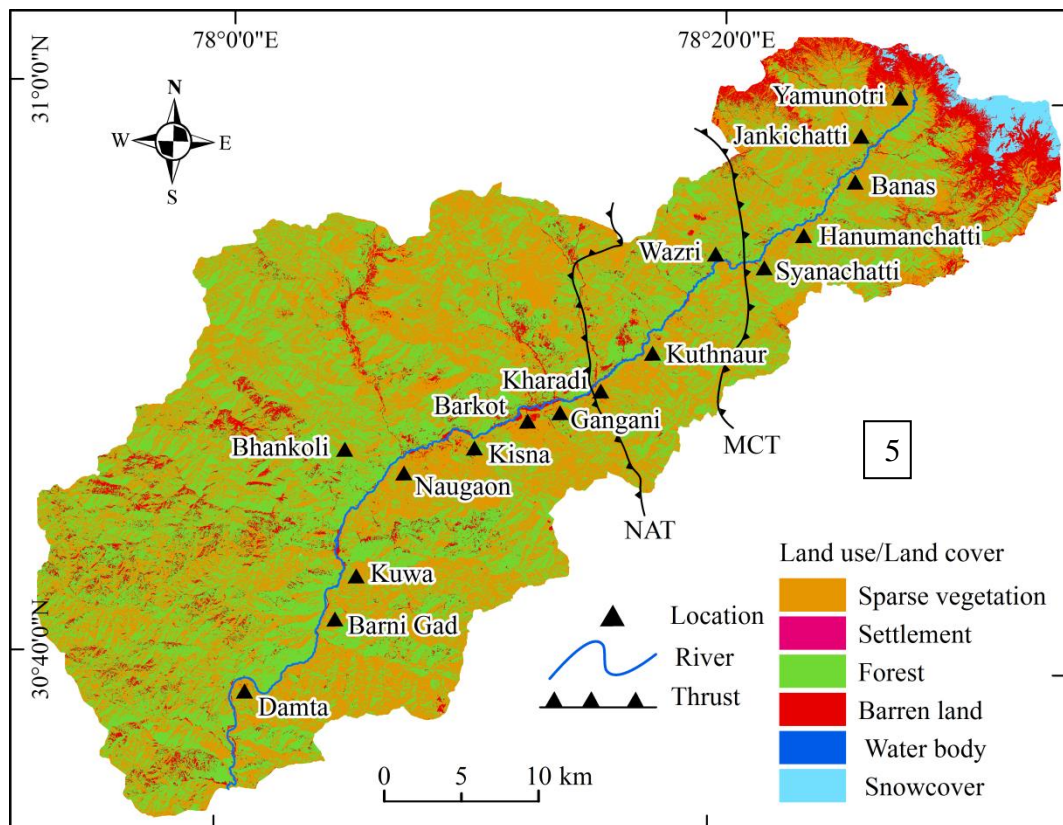 78°0'0"E
78°20'0"E
31°0'0"N
30°40'0"N
N
W
E
S
Yamunotri
Jankichatti
Banas
Hanumanchatti
Wazri
Syanachatti
Kuthnaur
Kharadi
Barkot
Gangani
MCT
Bhankoli
Kisna
Naugaon
NAT
5
Kuwa
Barni Gad
Damta
Location
River
Thrust
0 5 10 km
Land use/Land cover
Sparse vegetation
Settlement
Forest
Barren land
Water body
Snowcover